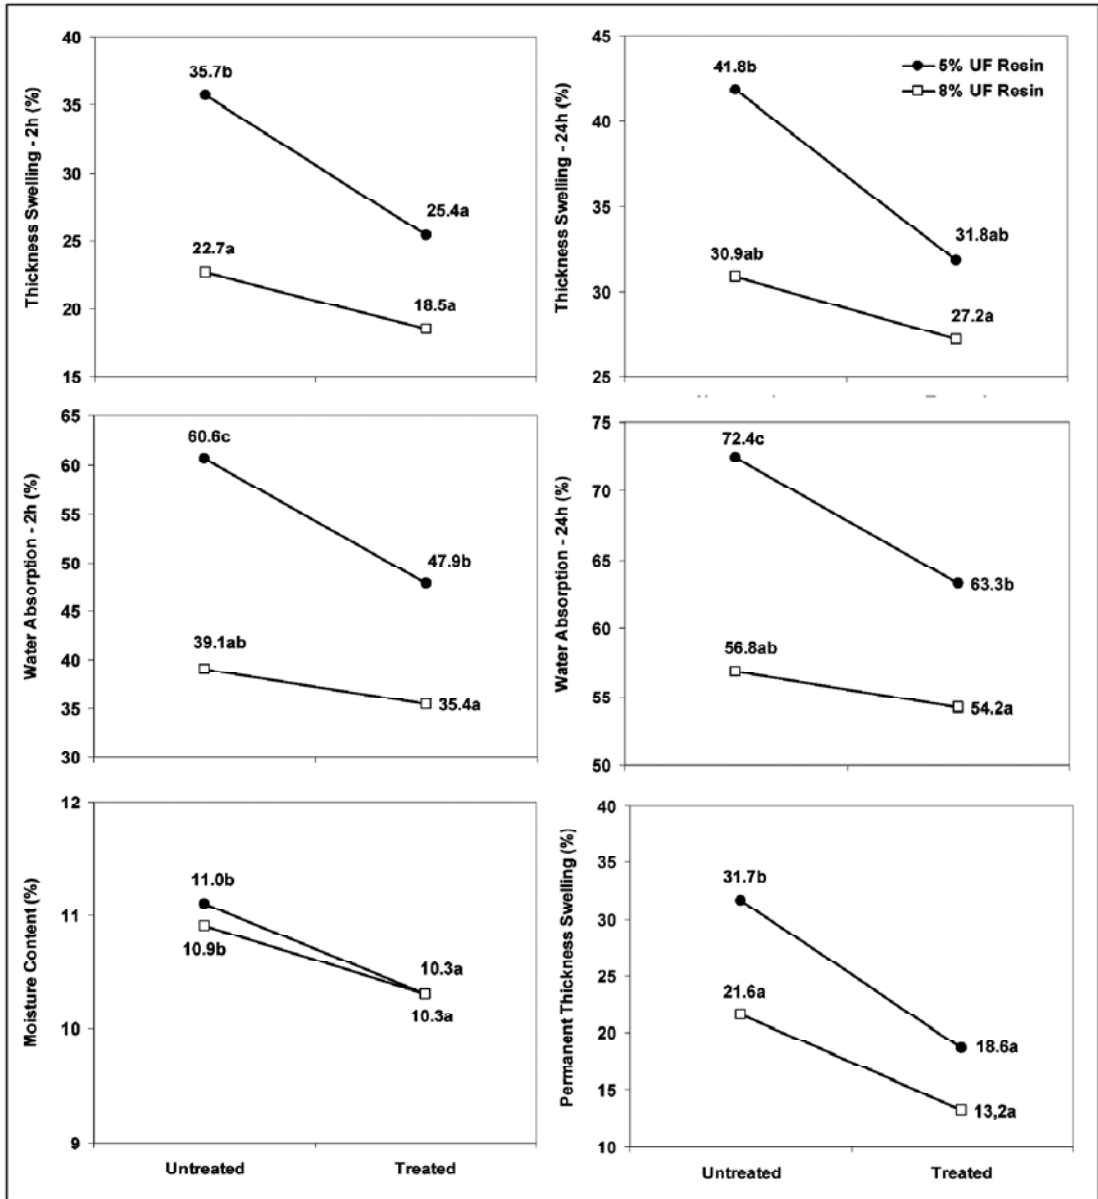 Thickness Swelling - 2h (%)
40
35
30
25
20
15
35.7b
25.4a
22.7a
18.5a
Thickness Swelling - 24h (%)
45
40
35
30
25
41.8b
31.8ab
30.9ab
27.2a
5% UF Resin
8% UF Resin
Water Absorption - 2h (%)
65
60
55
50
45
40
35
30
60.6c
47.9b
39.1ab
35.4a
Water Absorption - 24h (%)
75
70
65
60
55
50
72.4c
63.3b
56.8ab
54.2a
Moisture Content (%)
12
11
10
9
11.0b
10.9b
10.3a
10.3a
Untreated Treated
Permanent Thickness Swelling (%)
40
35
30
25
20
15
10
31.7b
21.6a
18.6a
13,2a
Untreated Treated